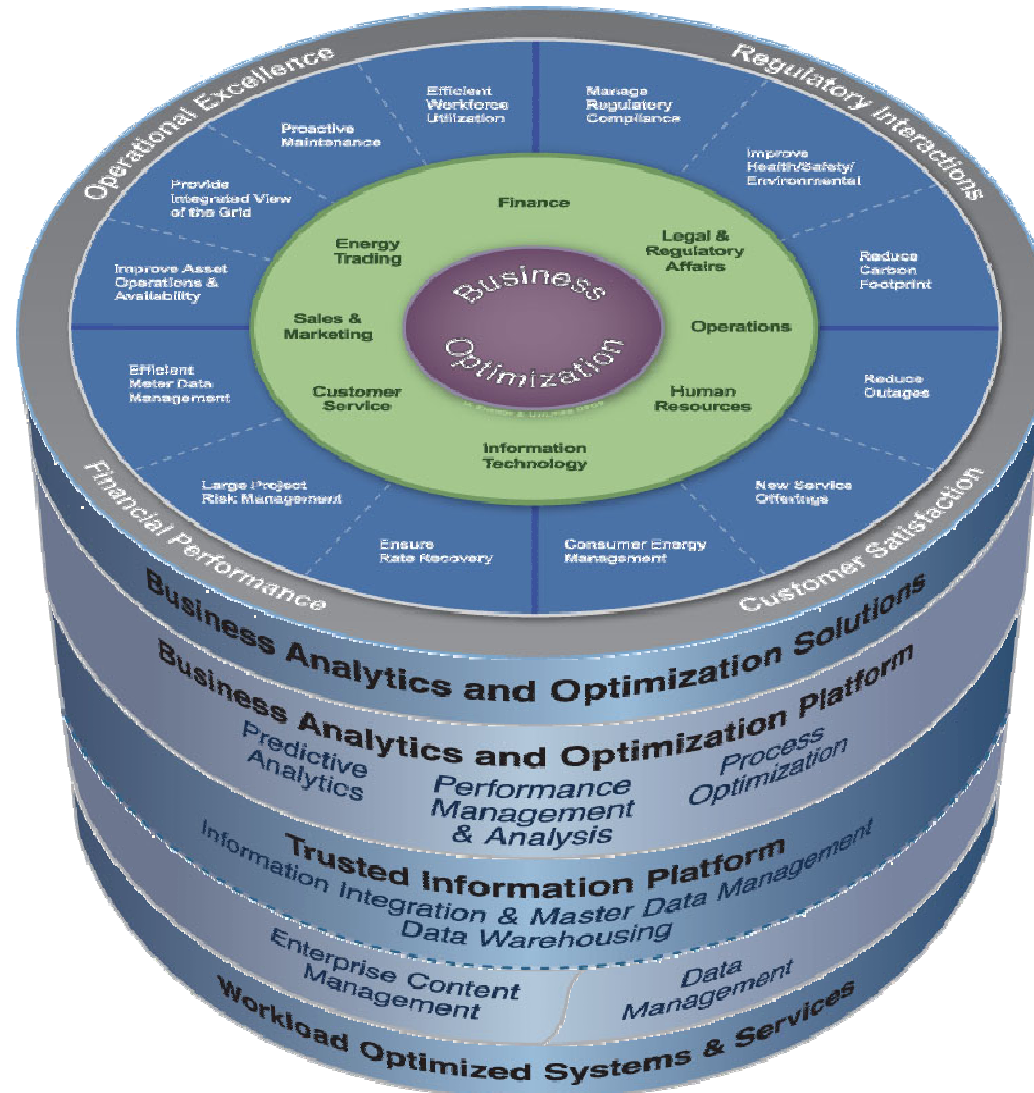 Operational Excellence
Regulatory Interactions
Efficient
Workforce
Utilization
Manage
Regulatory
Compliance
Proactive
Maintenance
Improve
Health/Safety/
Environmental
Provide
Integrated View
of the Grid
Reduce
Carbon
Footprint
Improve Asset
Operations &
Availability
Efficient
Meter Data
Management
Reduce
Outages
Large Project
Risk Management
New Service
Offerings
Ensure
Rate Recovery
Consumer Energy
Management
Financial Performance
Customer Satisfaction
Finance
Energy
Trading
Legal &
Regulatory
Affairs
Sales &
Marketing
Operations
Customer
Service
Human
Resources
Information
Technology
Business
Optimization
Business Analytics and Optimization Solutions
Business Analytics and Optimization Platform
Predictive
Analytics
Performance
Management
& Analysis
Process
Optimization
Trusted Information Platform
Information Integration & Master Data Management
Data Warehousing
Enterprise Content
Management
Data
Management
Workload Optimized Systems & Services